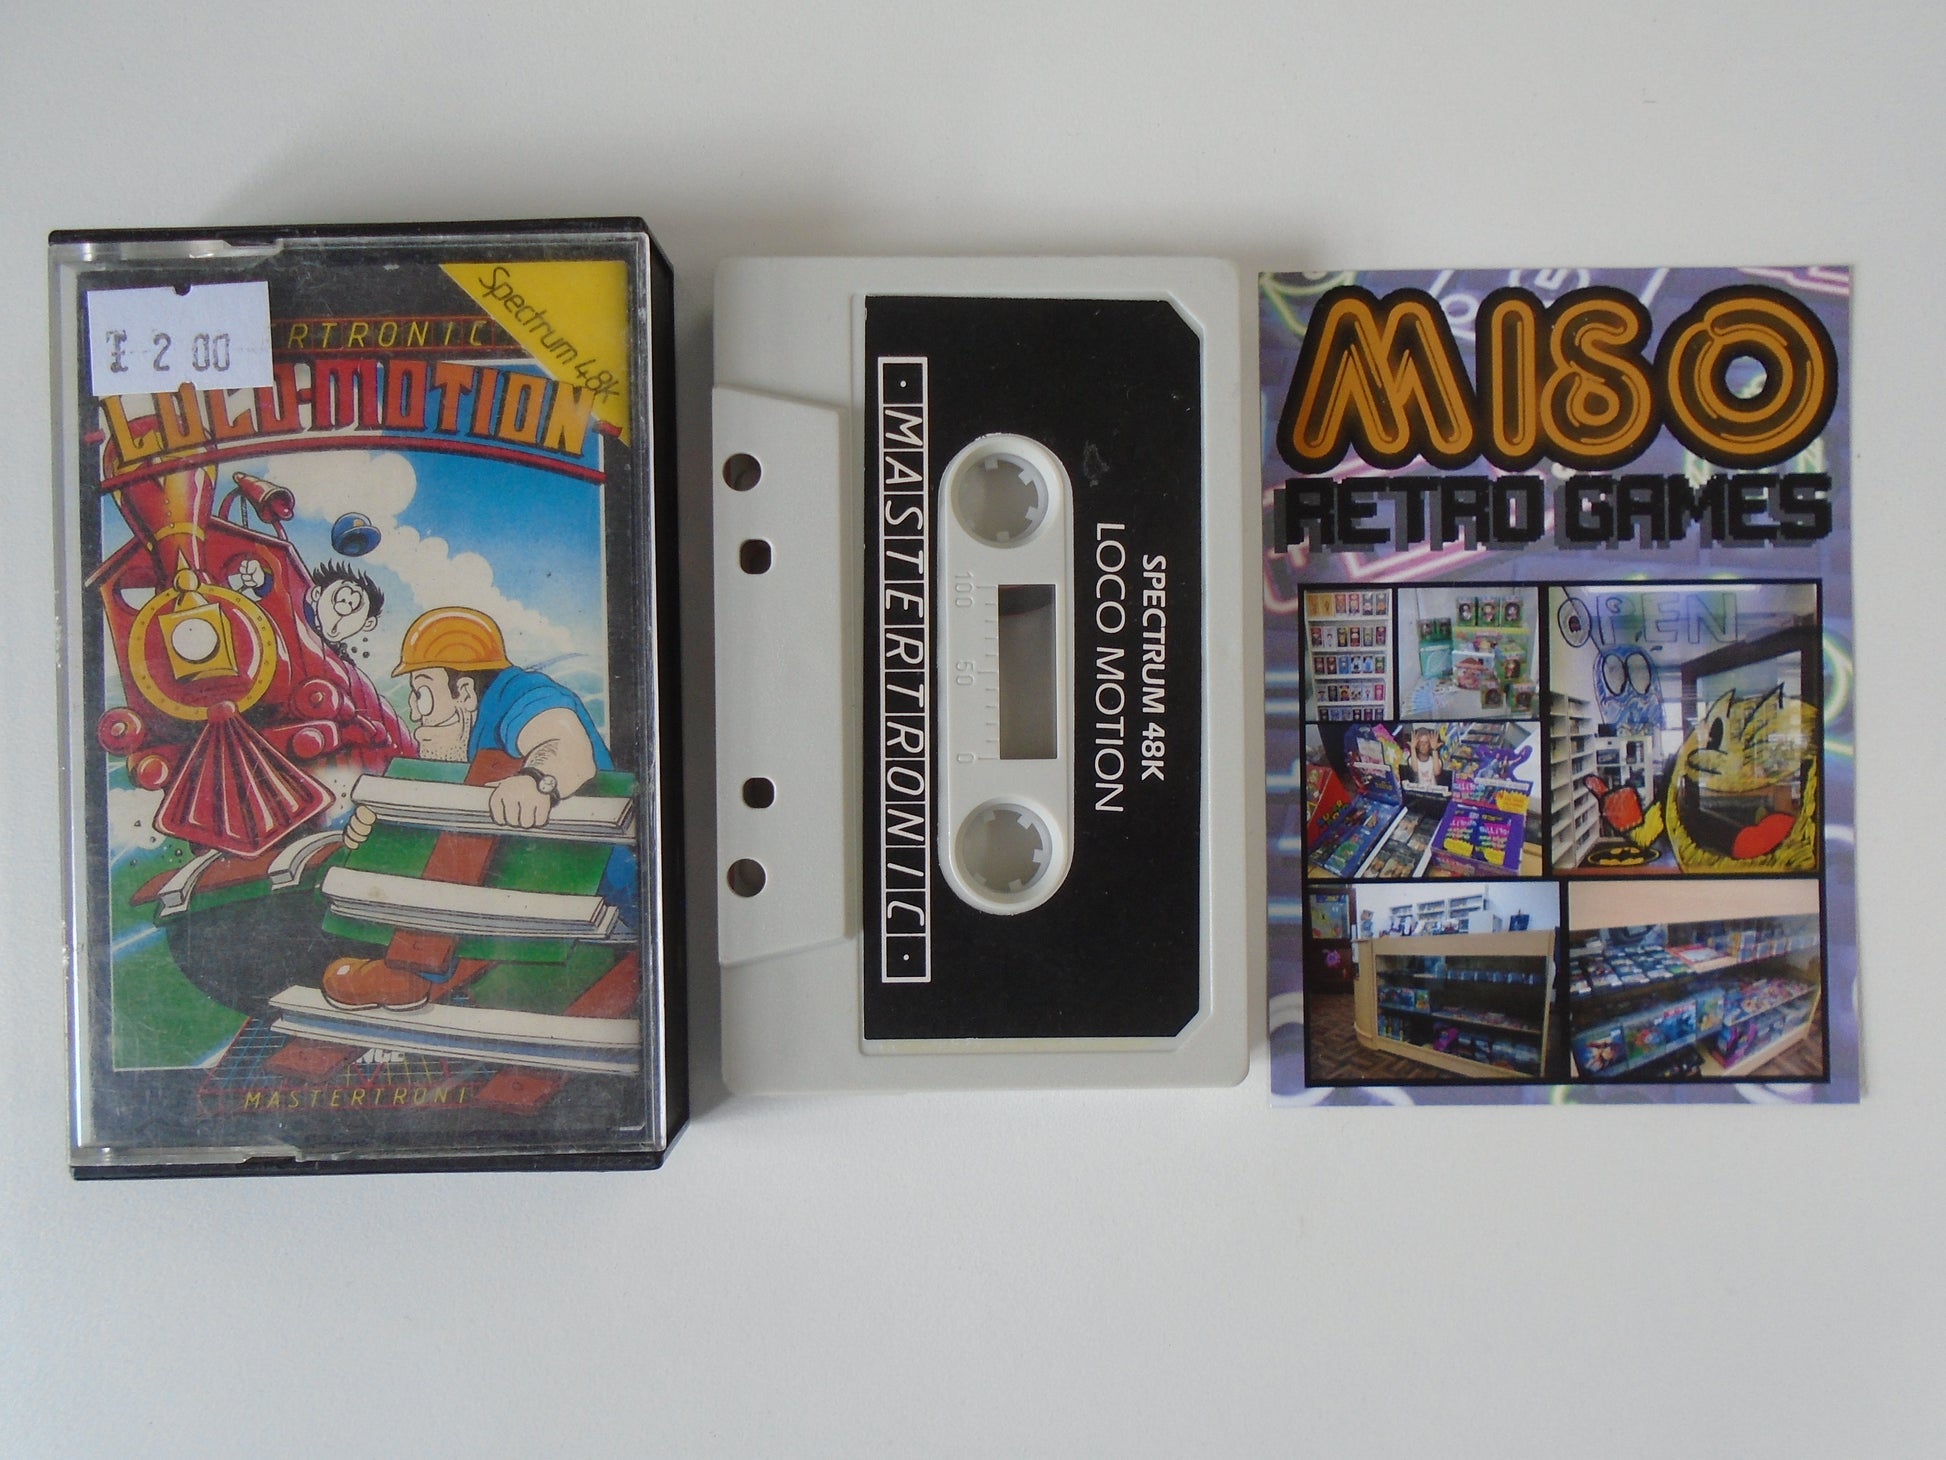 £ 2 00
ERTRONIC
Spectrum 48k
LOCO-MOTION
MASTERTRONI
MASTERTRONIC
100
50
0
SPECTRUM 48K
LOCO MOTION
MISO
RETRO GAMES
OPEN